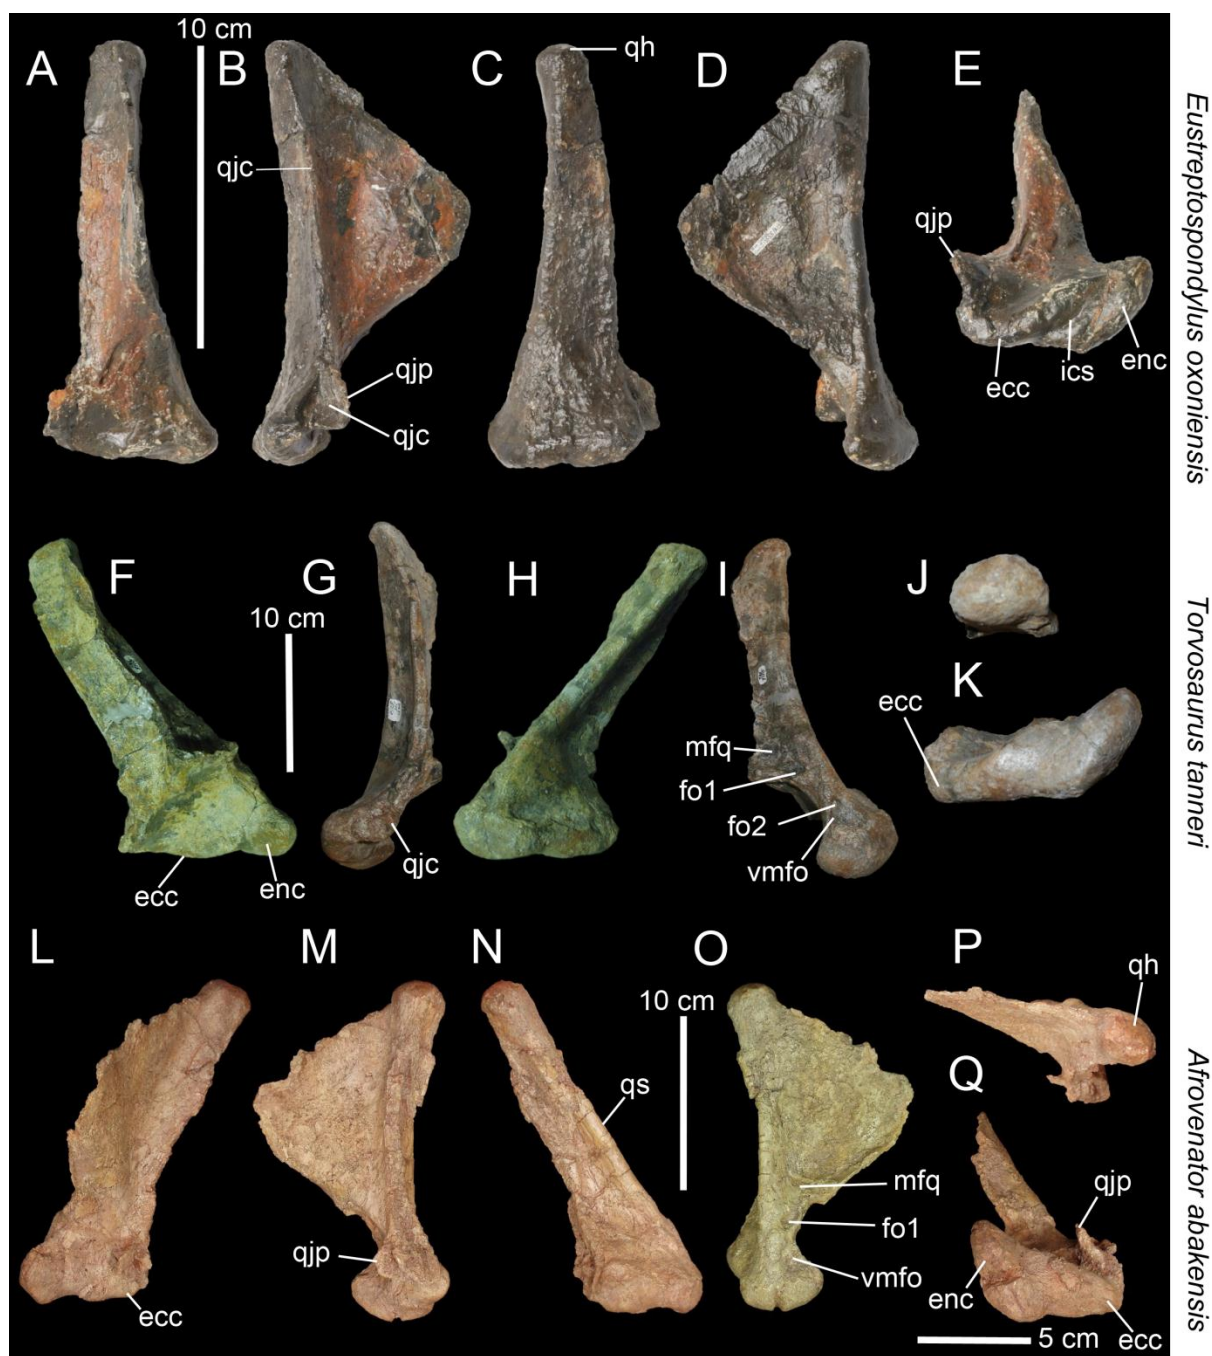 10 cm
A
B
C
qh
D
E
Eustreptospondylus oxoniensis
qjc
qjp
qjp
qjc
ecc
ics
enc
F
G
H
I
J
10 cm
K
Torvosaurus tanneri
ecc
mfq
fo1
fo2
vmfo
qjc
ecc
enc
L
M
N
O
P
qh
10 cm
Q
Afrovenator abakensis
qs
mfq
fo1
vmfo
qjp
qjp
enc
ecc
ecc
5 cm